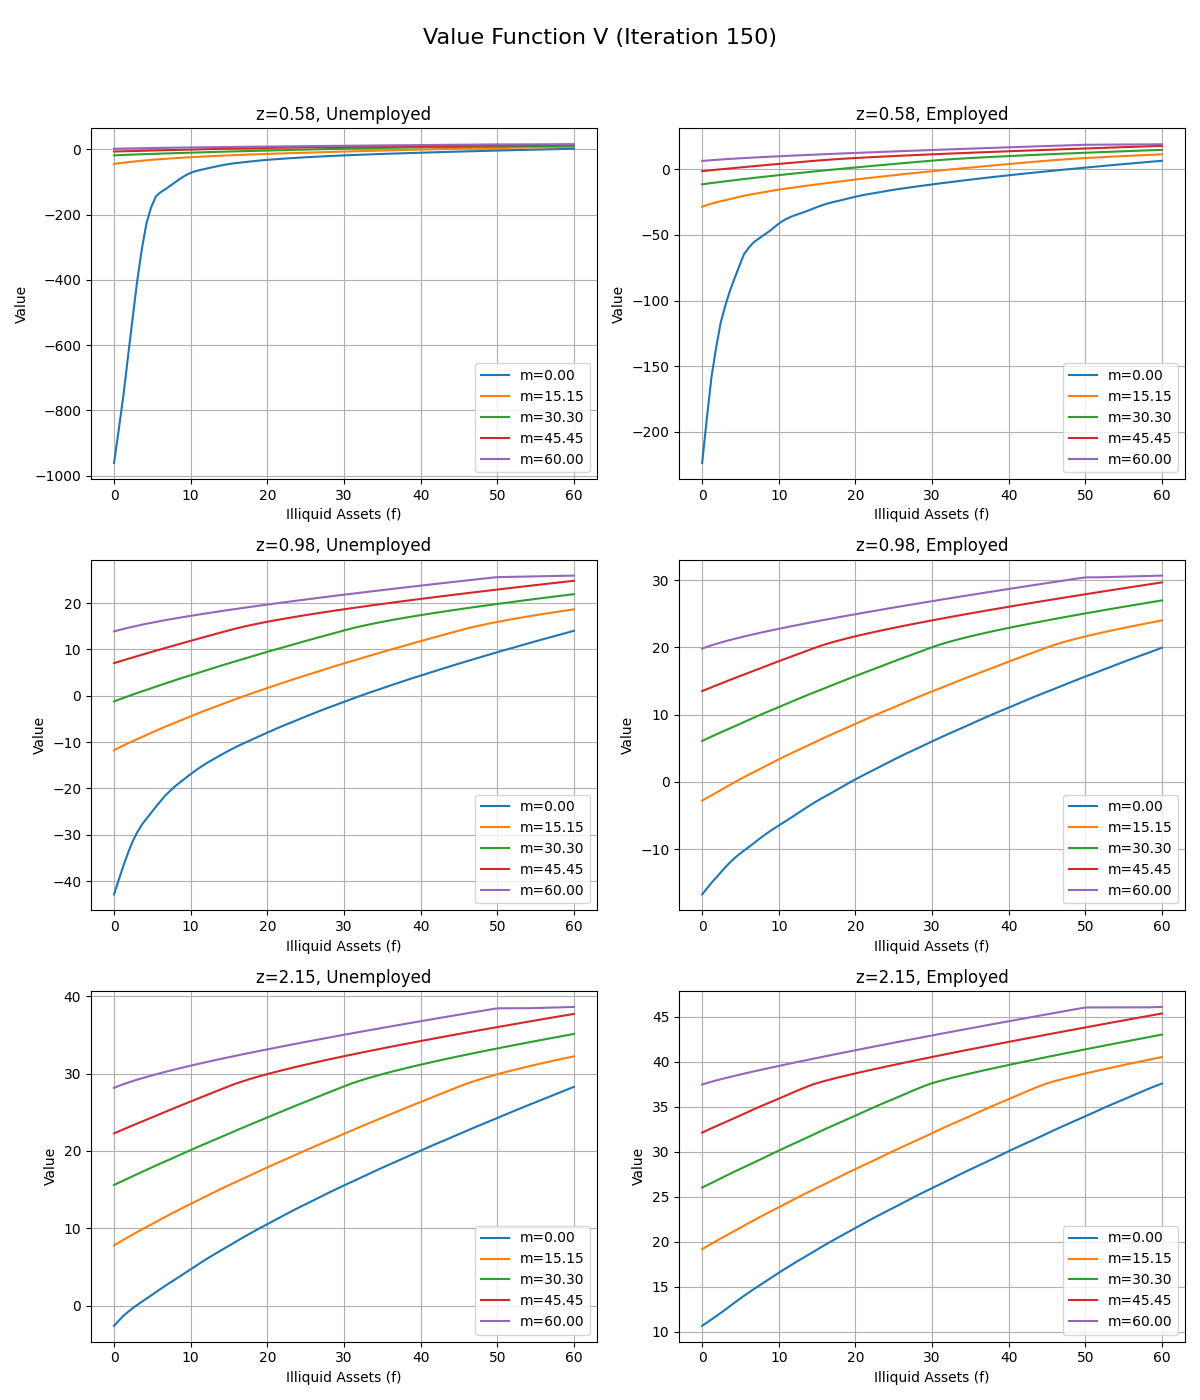 Value Function V (Iteration 150)
z=0.58, Unemployed
0
−200
−400
−600
−800
−1000
Value
0 10 20 30 40 50 60
Illiquid Assets (f)
m=0.00
m=15.15
m=30.30
m=45.45
m=60.00
z=0.58, Employed
0
−50
−100
−150
−200
Value
0 10 20 30 40 50 60
Illiquid Assets (f)
m=0.00
m=15.15
m=30.30
m=45.45
m=60.00
z=0.98, Unemployed
20
10
0
−10
−20
−30
−40
Value
0 10 20 30 40 50 60
Illiquid Assets (f)
m=0.00
m=15.15
m=30.30
m=45.45
m=60.00
z=0.98, Employed
30
20
10
0
−10
Value
0 10 20 30 40 50 60
Illiquid Assets (f)
m=0.00
m=15.15
m=30.30
m=45.45
m=60.00
z=2.15, Unemployed
40
30
20
10
0
Value
0 10 20 30 40 50 60
Illiquid Assets (f)
m=0.00
m=15.15
m=30.30
m=45.45
m=60.00
z=2.15, Employed
45
40
35
30
25
20
15
10
Value
0 10 20 30 40 50 60
Illiquid Assets (f)
m=0.00
m=15.15
m=30.30
m=45.45
m=60.00